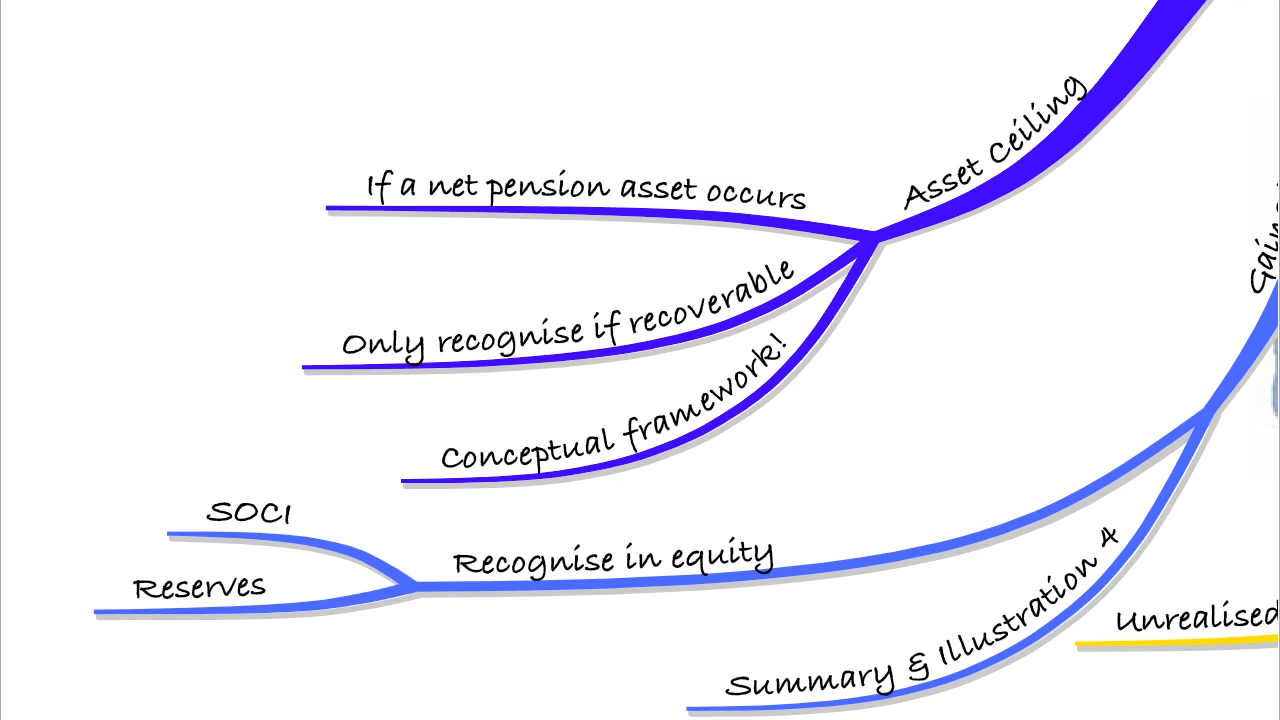 Asset Ceiling
If a net pension asset occurs
Only recognise if recoverable
Conceptual framework!
SOCI
Recognise in equity
Reserves
Summary & Illustration 4
Unrealised